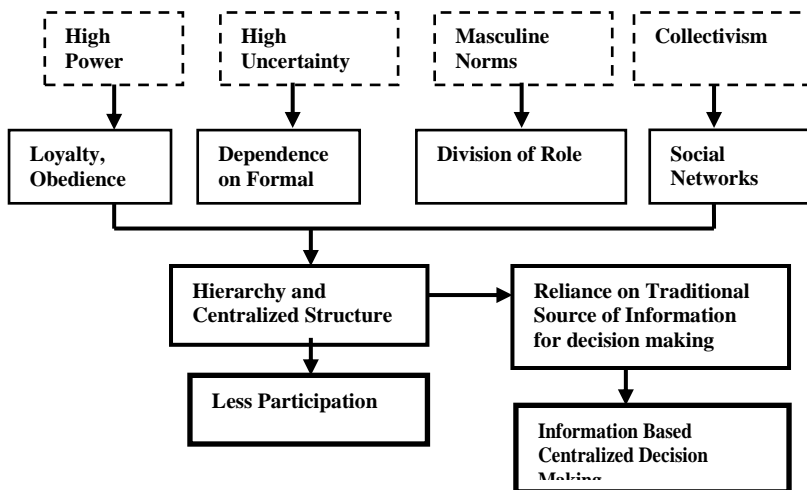 High
Power
High
Uncertainty
Masculine
Norms
Collectivism
Loyalty,
Obedience
Dependence
on Formal
Division of Role
Social
Networks
Hierarchy and
Centralized Structure
Reliance on Traditional
Source of Information
for decision making
Less Participation
Information Based
Centralized Decision
Making